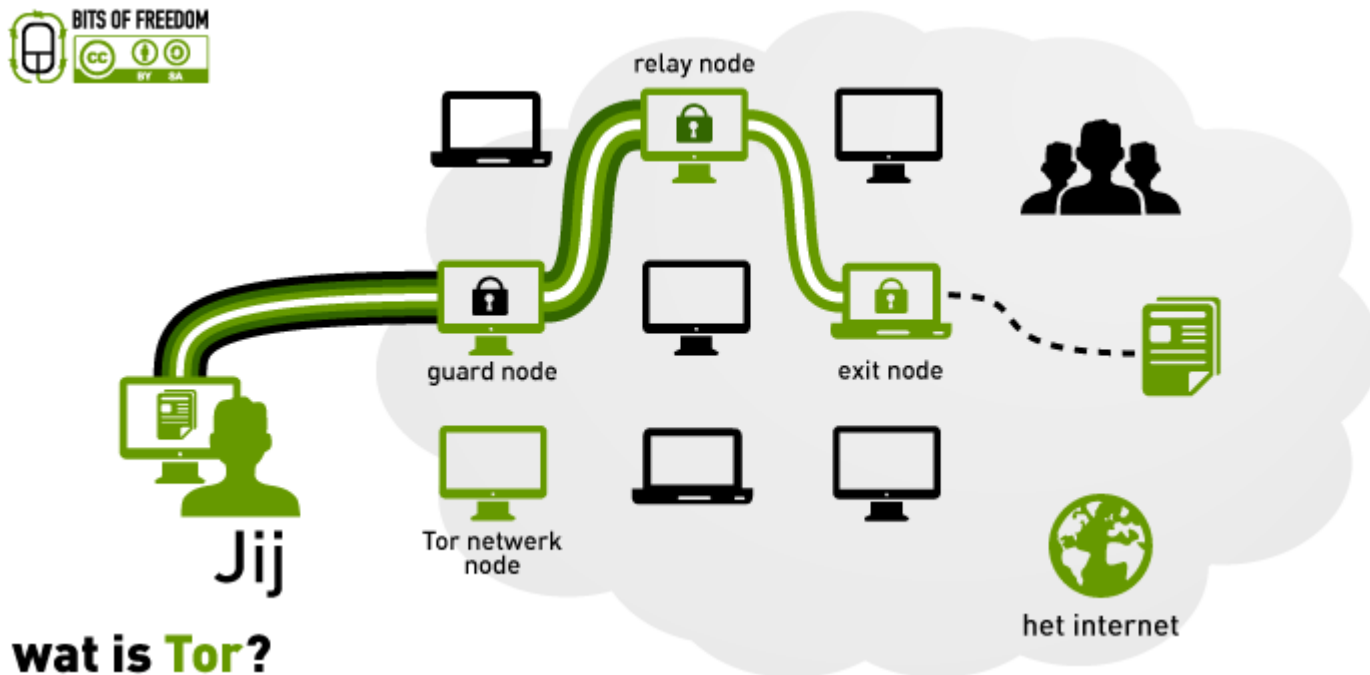 BITS OF FREEDOM
cc
BY SA
relay node
guard node
exit node
Jij
Tor netwerk
node
het internet
wat is Tor?